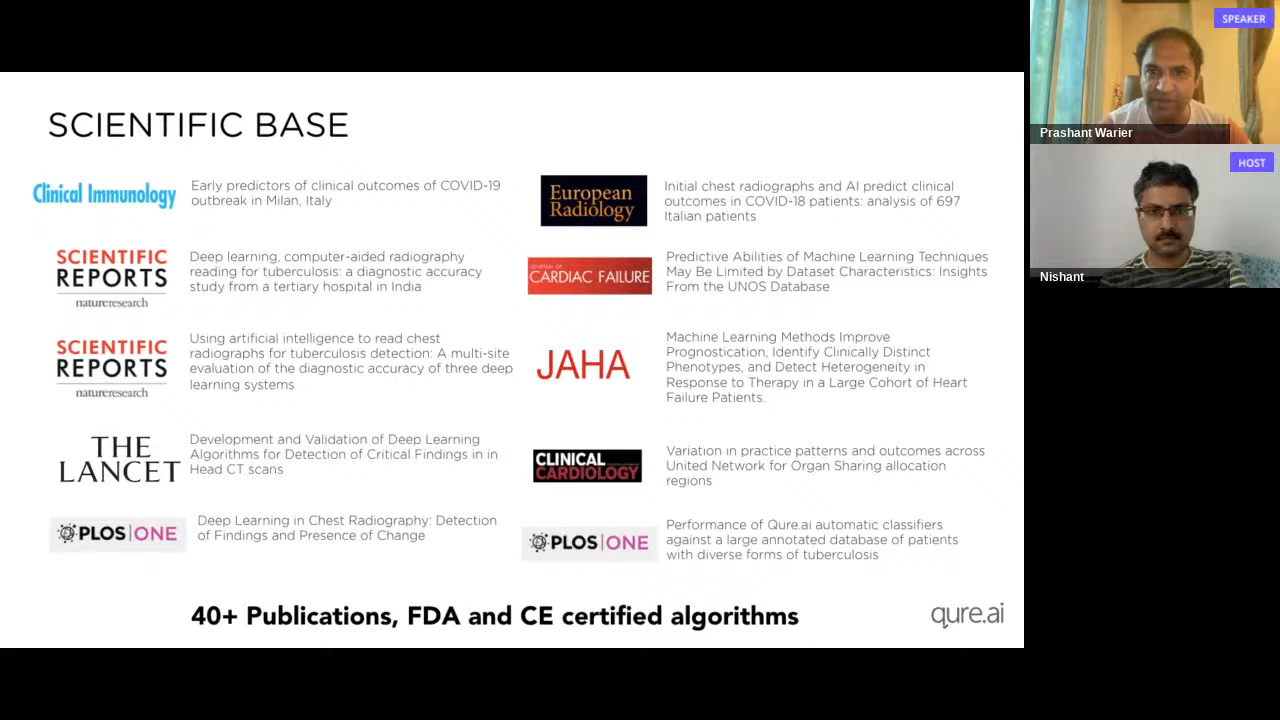 SCIENTIFIC BASE
Clinical Immunology
Early predictors of clinical outcomes of COVID-19
outbreak in Milan, Italy
SCIENTIFIC
REPORTS
natureresearch
Deep learning, computer-aided radiography
reading for tuberculosis: a diagnostic accuracy
study from a tertiary hospital in India
SCIENTIFIC
REPORTS
natureresearch
Using artificial intelligence to read chest
radiographs for tuberculosis detection: A multi-site
evaluation of the diagnostic accuracy of three deep
learning systems
THE
LANCET
Development and Validation of Deep Learning
Algorithms for Detection of Critical Findings in in
Head CT scans
PLOS|ONE
Deep Learning in Chest Radiography: Detection
of Findings and Presence of Change
European
Radiology
Initial chest radiographs and AI predict clinical
outcomes in COVID-18 patients: analysis of 697
Italian patients
JOURNAL OF
CARDIAC FAILURE
Predictive Abilities of Machine Learning Techniques
May Be Limited by Dataset Characteristics: Insights
From the UNOS Database
JAHA
Machine Learning Methods Improve
Prognostication, Identify Clinically Distinct
Phenotypes, and Detect Heterogeneity in
Response to Therapy in a Large Cohort of Heart
Failure Patients.
CLINICAL
CARDIOLOGY
Variation in practice patterns and outcomes across
United Network for Organ Sharing allocation
regions
PLOS|ONE
Performance of Qure.ai automatic classifiers
against a large annotated database of patients
with diverse forms of tuberculosis
40+ Publications, FDA and CE certified algorithms
qure.ai
SPEAKER
Prashant Warier
HOST
Nishant